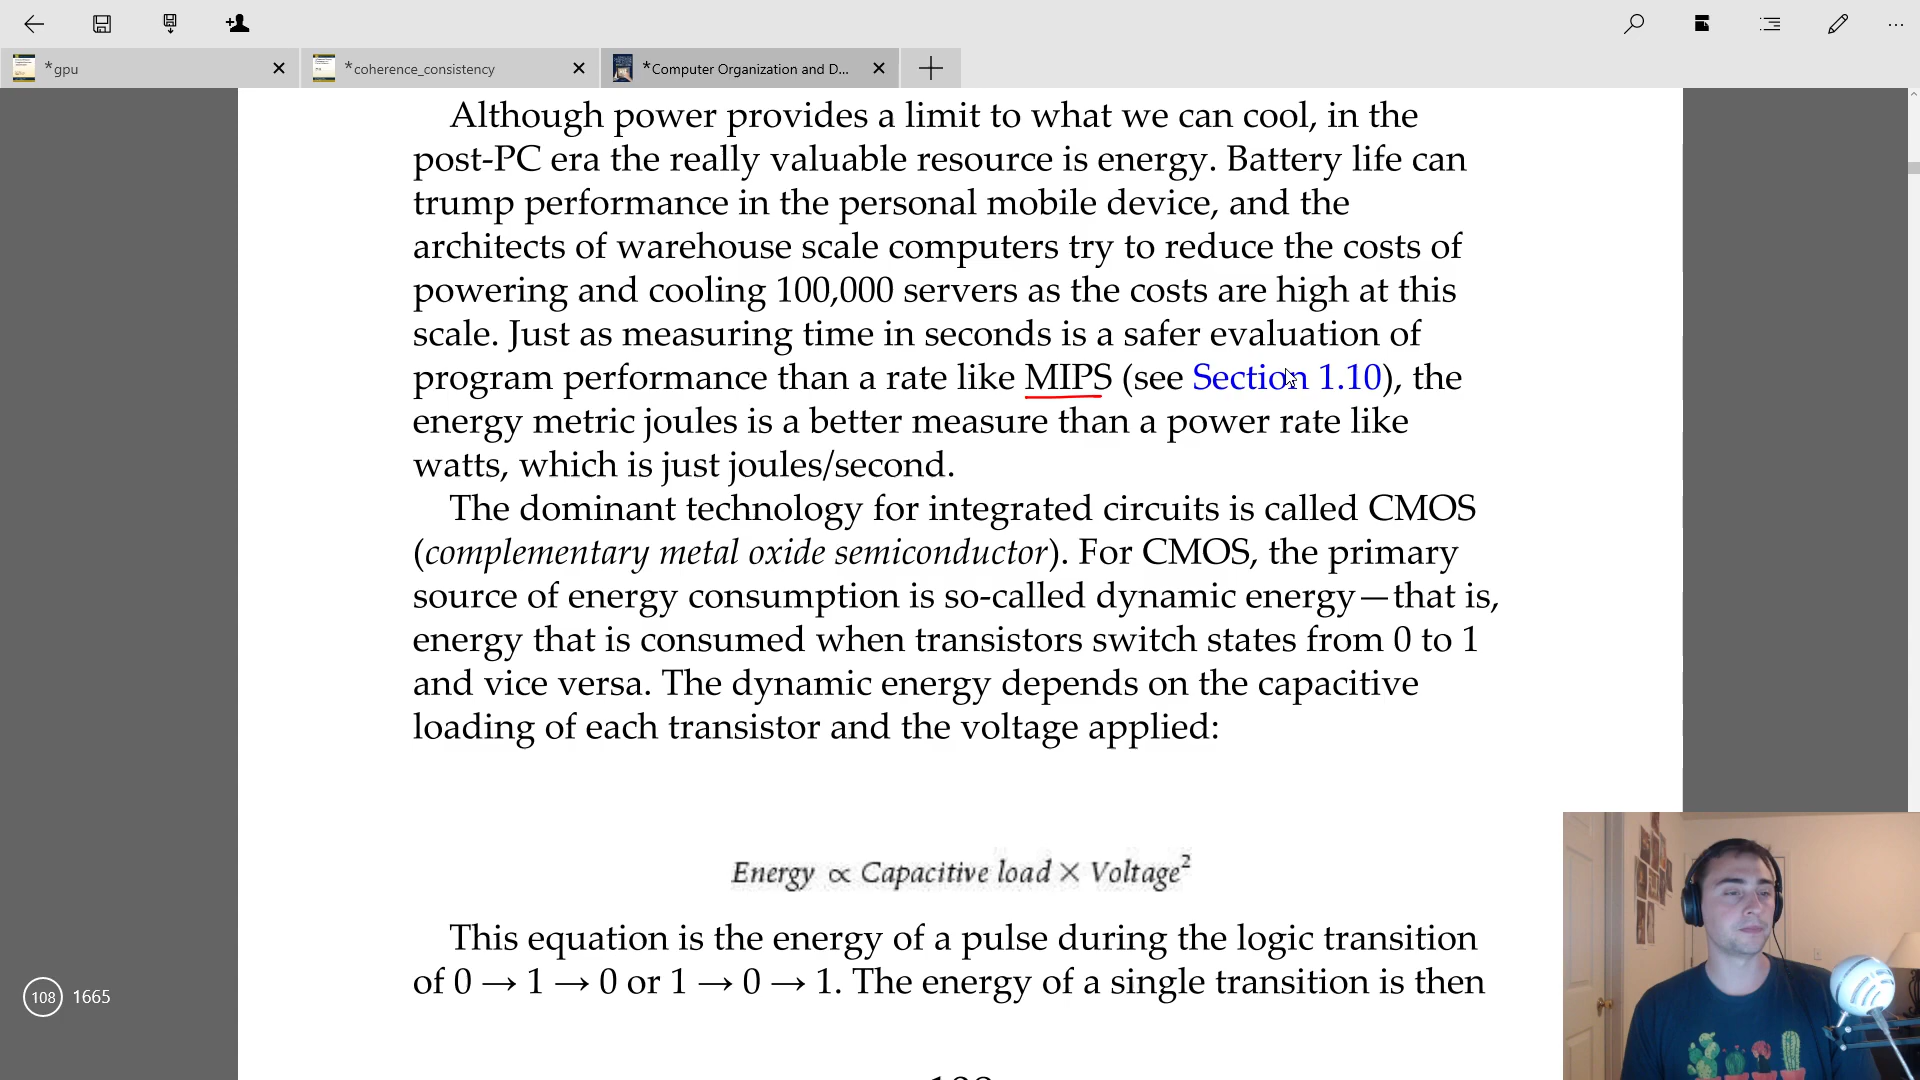 *gpu
*coherence_consistency
*Computer Organization and D...
Although power provides a limit to what we can cool, in the
post-PC era the really valuable resource is energy. Battery life can
trump performance in the personal mobile device, and the
architects of warehouse scale computers try to reduce the costs of
powering and cooling 100,000 servers as the costs are high at this
scale. Just as measuring time in seconds is a safer evaluation of
program performance than a rate like MIPS (see Section 1.10), the
energy metric joules is a better measure than a power rate like
watts, which is just joules/second.
The dominant technology for integrated circuits is called CMOS
(complementary metal oxide semiconductor). For CMOS, the primary
source of energy consumption is so-called dynamic energy—that is,
energy that is consumed when transistors switch states from 0 to 1
and vice versa. The dynamic energy depends on the capacitive
loading of each transistor and the voltage applied:
Energy ∝ Capacitive load × Voltage²
This equation is the energy of a pulse during the logic transition
of 0 → 1 → 0 or 1 → 0 → 1. The energy of a single transition is then
108 1665